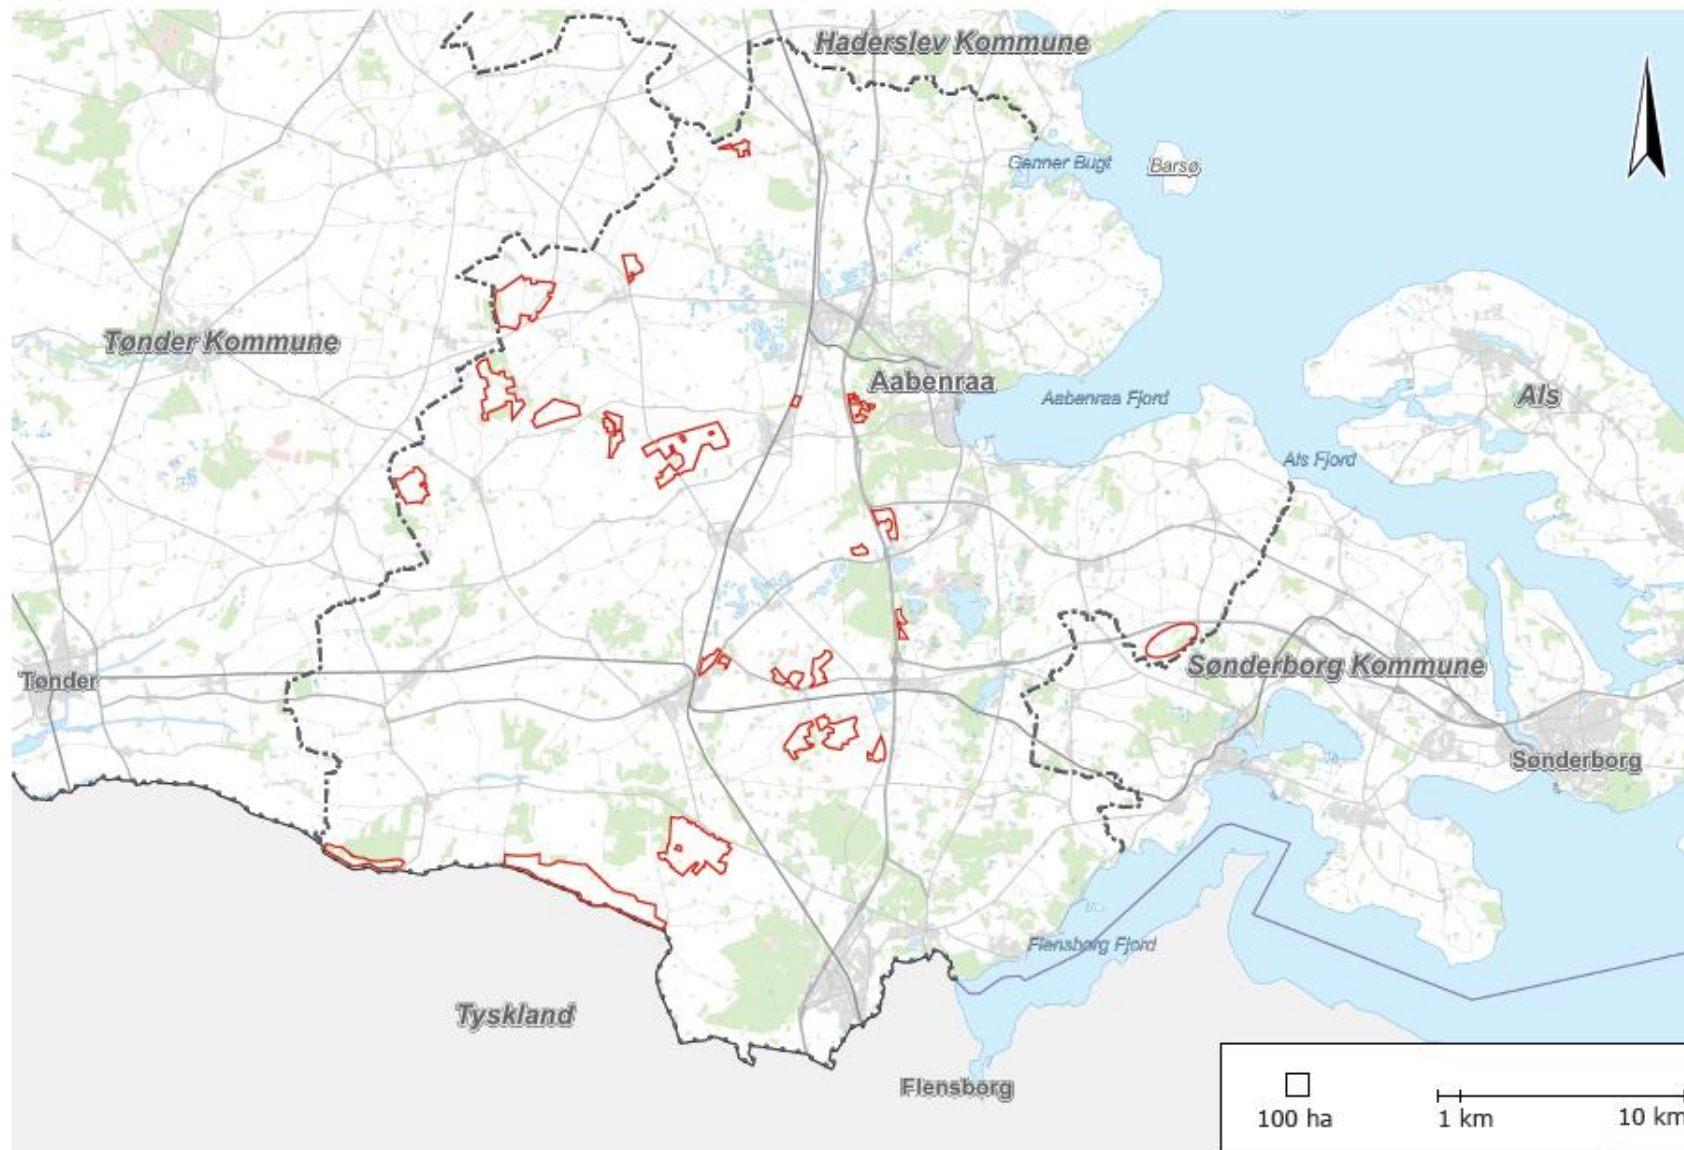 Haderslev Kommune
Genner Bugt
Barsø
Tønder Kommune
Aabenraa
Aabenraa Fjord
Als
Als Fjord
Tønder
Sønderborg Kommune
Sønderborg
Flensborg Fjord
Tyskland
Flensborg
100 ha
1 km
10 km